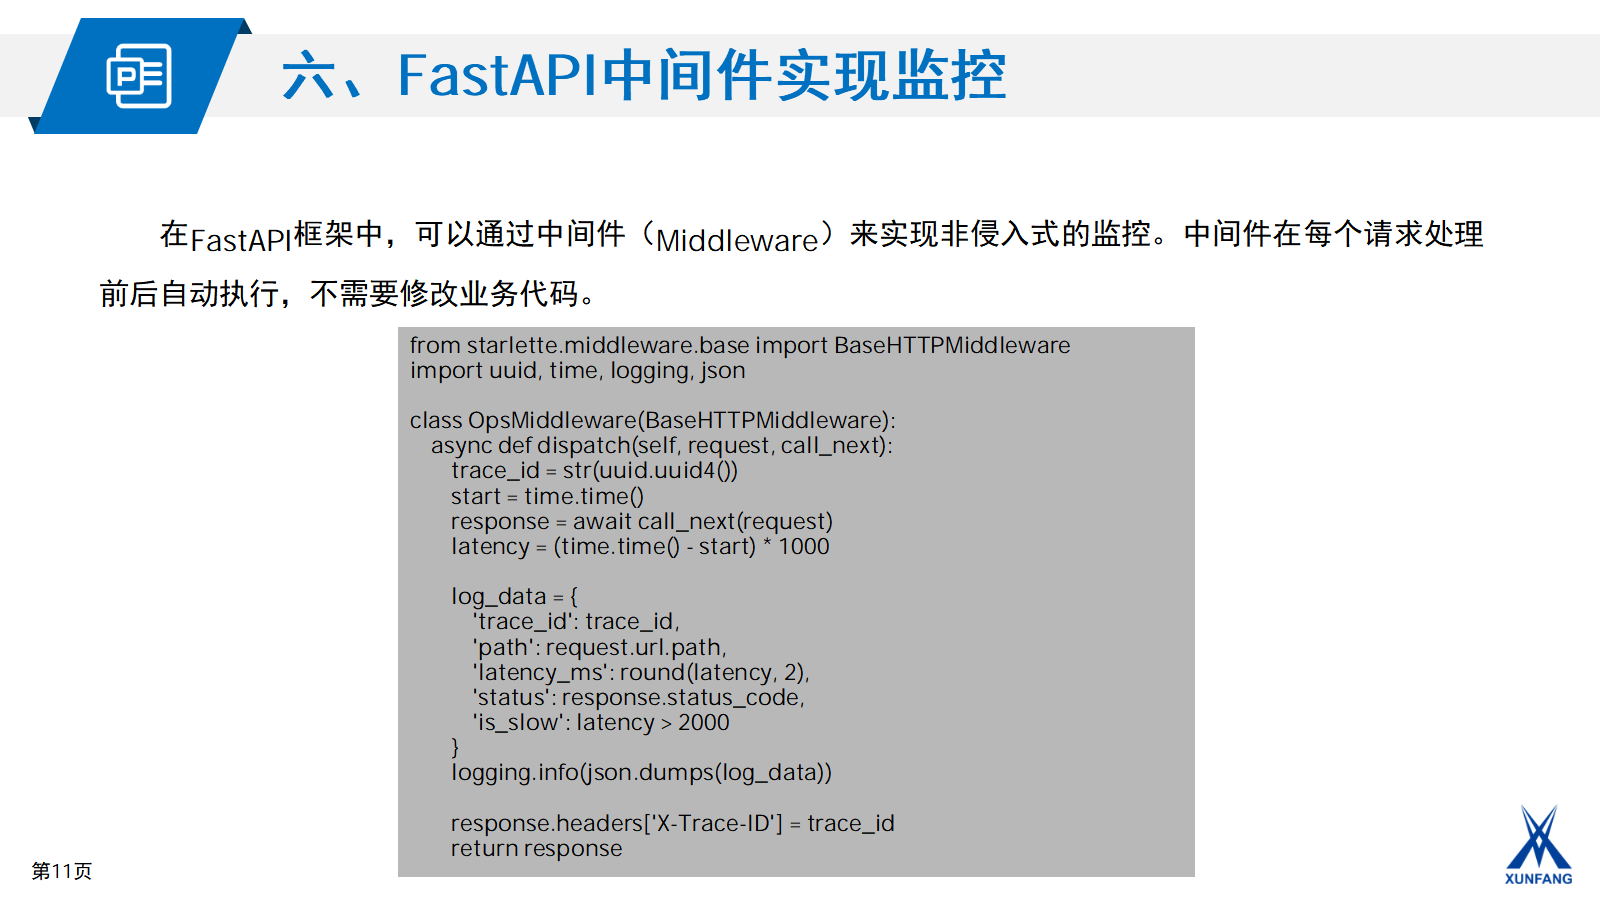 六、FastAPI中间件实现监控
在FastAPI框架中，可以通过中间件（Middleware）来实现非侵入式的监控。中间件在每个请求处理
前后自动执行，不需要修改业务代码。
from starlette.middleware.base import BaseHTTPMiddleware
import uuid, time, logging, json
class OpsMiddleware(BaseHTTPMiddleware):
async def dispatch(self, request, call_next):
trace_id = str(uuid.uuid4())
start = time.time()
response = await call_next(request)
latency = (time.time() - start) * 1000
log_data = {
'trace_id': trace_id,
'path': request.url.path,
'latency_ms': round(latency, 2),
'status': response.status_code,
'is_slow': latency > 2000
}
logging.info(json.dumps(log_data))
response.headers['X-Trace-ID'] = trace_id
return response
第11页
XUNFANG